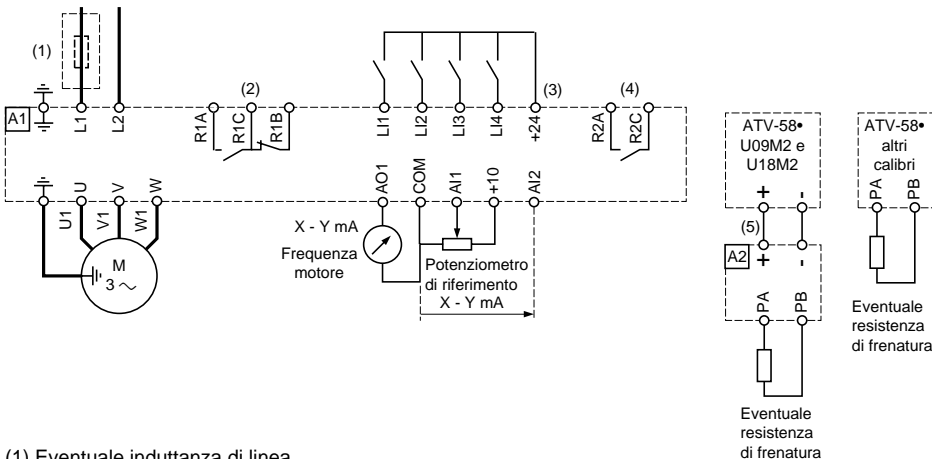 (1)
A1
L1
L2
(2)
R1A
R1C
R1B
LI1
LI2
LI3
LI4
+24
(3)
(4)
R2A
R2C
U
V
W
U1
V1
W1
M
3 ~
AO1
COM
AI1
+10
AI2
X - Y mA
Frequenza
motore
Potenziometro
di riferimento
X - Y mA
ATV-58•
U09M2 e
U18M2
+ -
(5)
A2
+ -
PA
PB
Eventuale
resistenza
di frenatura
ATV-58•
altri
calibri
PA
PB
Eventuale
resistenza
di frenatura
(1) Eventuale induttanza di linea